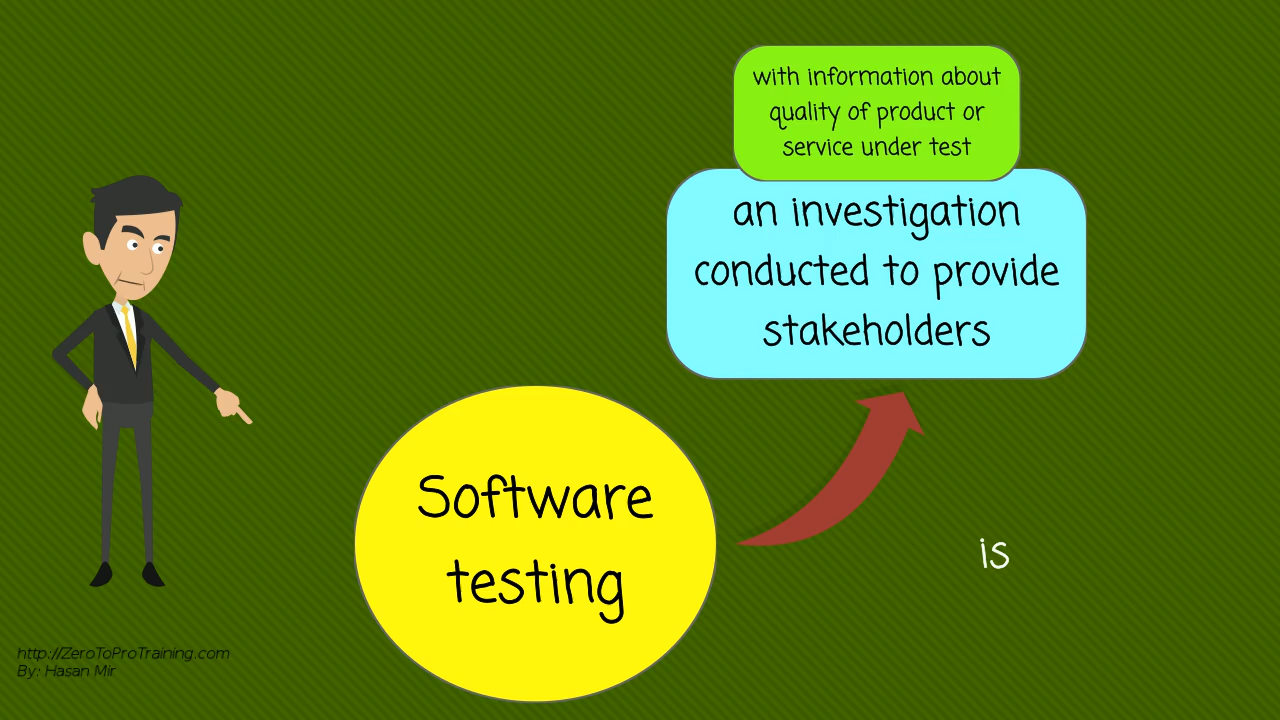 with information about
quality of product or
service under test
an investigation
conducted to provide
stakeholders
Software
testing
is
http://ZeroToProTraining.com
By: Hasan Mir